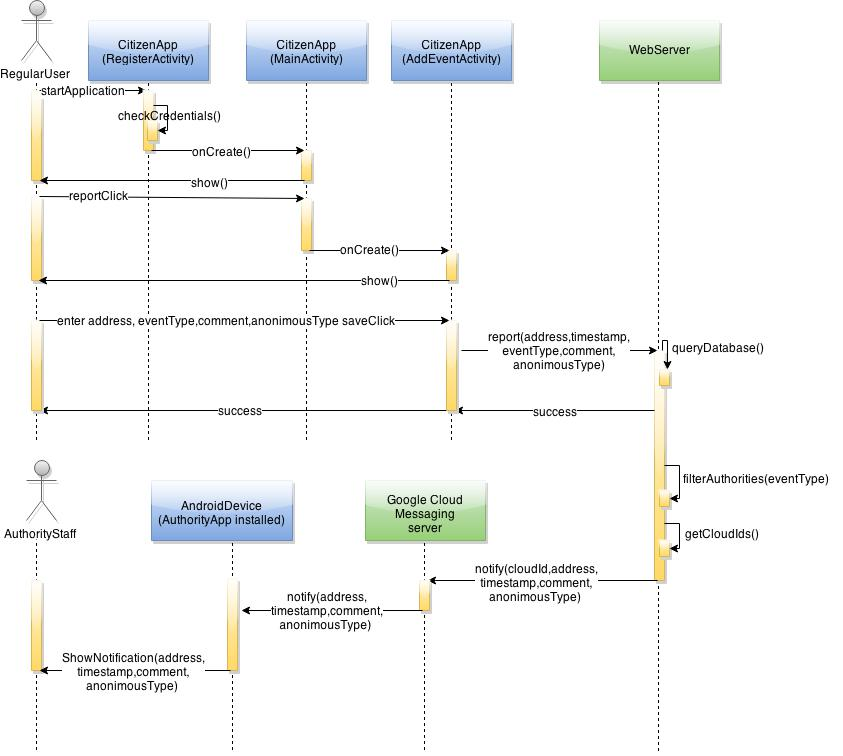 CitizenApp
(RegisterActivity)
CitizenApp
(MainActivity)
CitizenApp
(AddEventActivity)
WebServer
RegularUser
startApplication
checkCredentials()
onCreate()
show()
reportClick
onCreate()
show()
enter address, eventType,comment,anonimousType saveClick
report(address,timestamp,
eventType,comment,
anonimousType)
queryDatabase()
success
success
filterAuthorities(eventType)
AuthorityStaff
AndroidDevice
(AuthorityApp installed)
Google Cloud
Messaging
server
getCloudIds()
notify(cloudId,address,
timestamp,comment,
anonimousType)
notify(address,
timestamp,comment,
anonimousType)
ShowNotification(address,
timestamp,comment,
anonimousType)